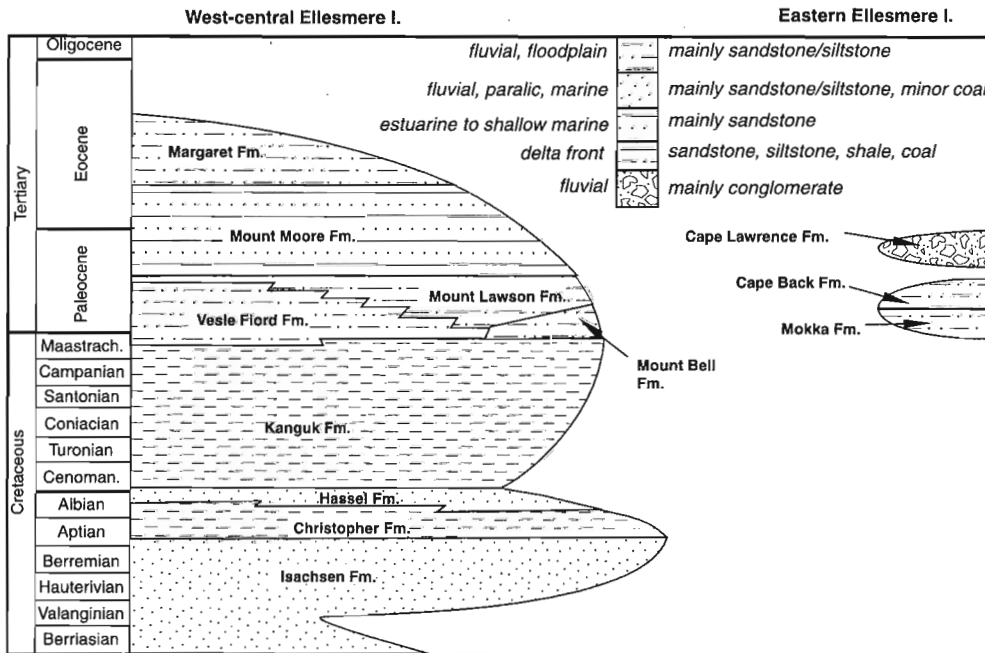 West-central Ellesmere I.
Eastern Ellesmere I.
Tertiary
Cretaceous
Oligocene
Eocene
Paleocene
Maastrach.
Campanian
Santonian
Coniacian
Turonian
Cenoman.
Albian
Aptian
Berremian
Hauterivian
Valanginian
Berriasian
fluvial, floodplain
mainly sandstone/siltstone
fluvial, paralic, marine
mainly sandstone/siltstone, minor coal
estuarine to shallow marine
mainly sandstone
delta front
sandstone, siltstone, shale, coal
fluvial
mainly conglomerate
Margaret Fm.
Mount Moore Fm.
Mount Lawson Fm.
Vesle Fiord Fm.
Mount Bell
Fm.
Kanguk Fm.
Hassel Fm.
Christopher Fm.
Isachsen Fm.
Cape Lawrence Fm.
Cape Back Fm.
Mokka Fm.